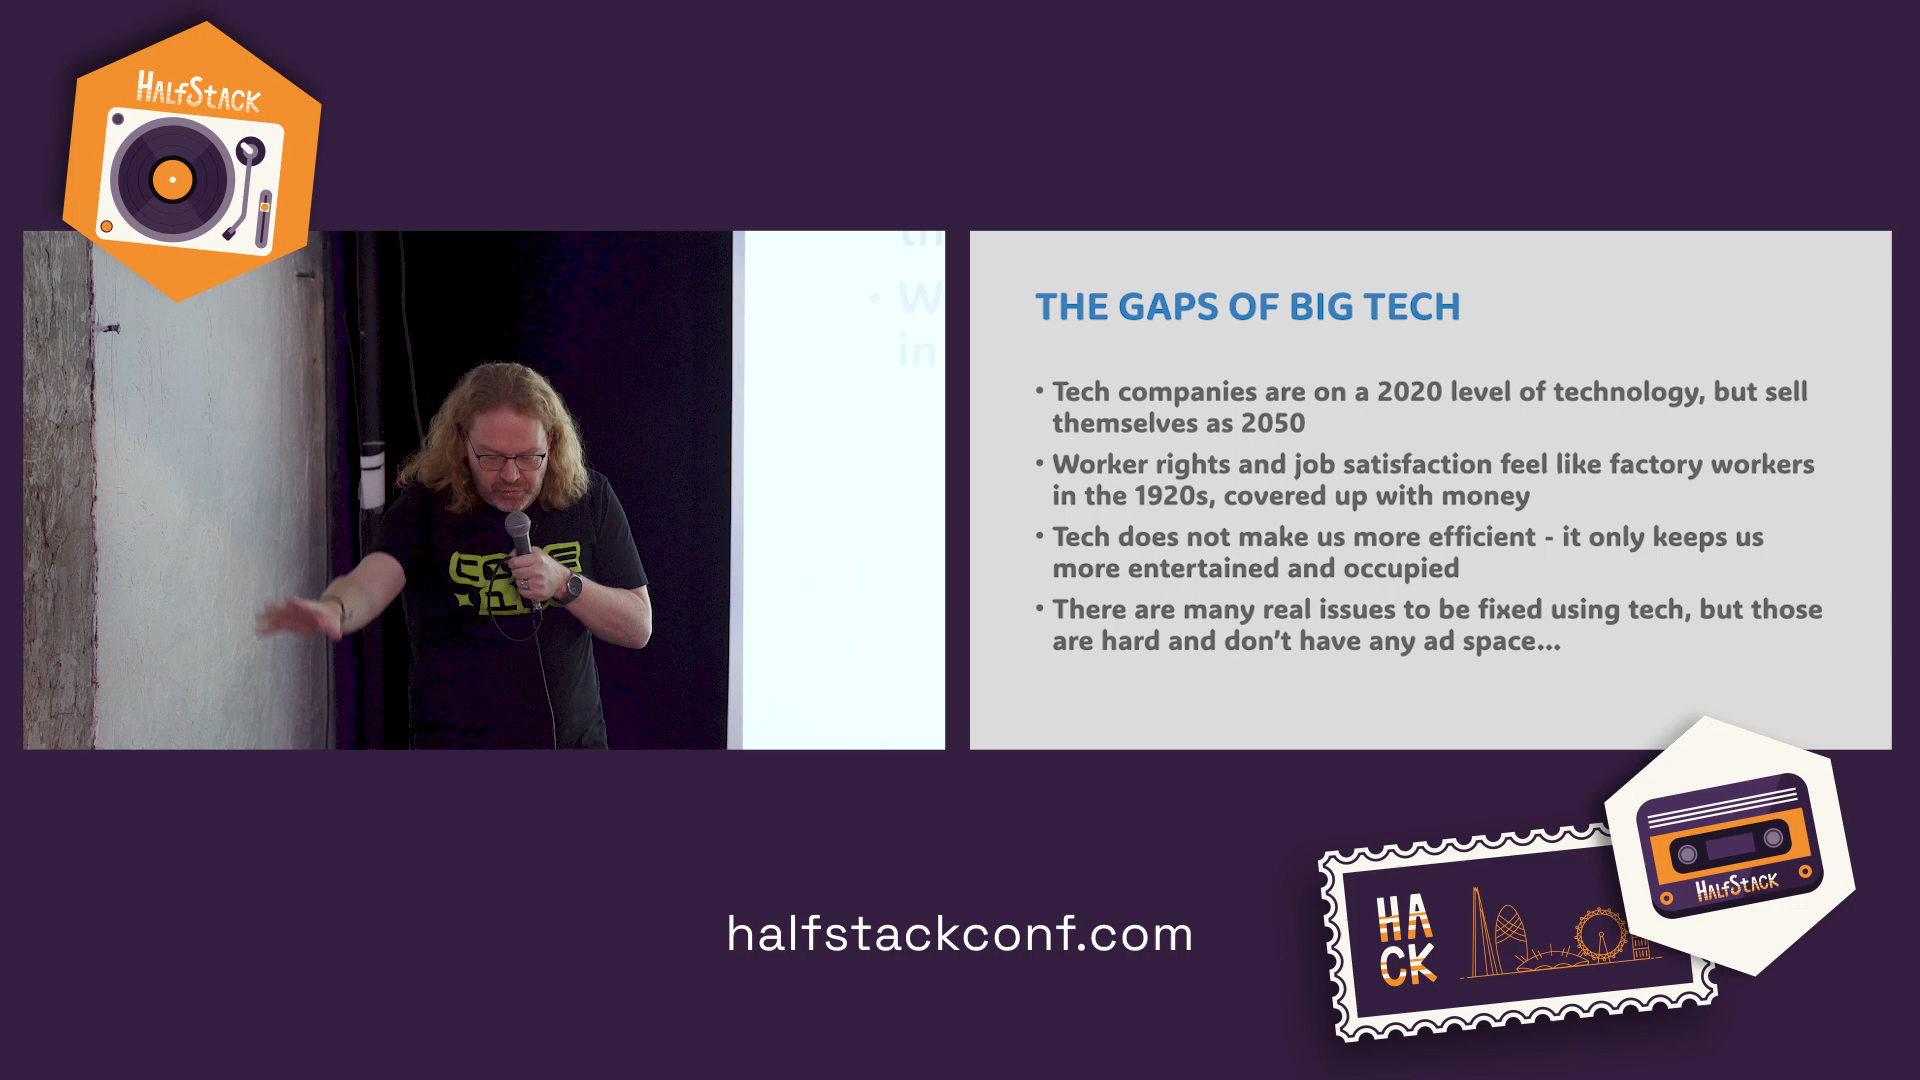 HALFSTACK
th
• W
in
THE GAPS OF BIG TECH
• Tech companies are on a 2020 level of technology, but sell
themselves as 2050
• Worker rights and job satisfaction feel like factory workers
in the 1920s, covered up with money
• Tech does not make us more efficient - it only keeps us
more entertained and occupied
• There are many real issues to be fixed using tech, but those
are hard and don't have any ad space...
halfstackconf.com
HA
CK
HALFSTACK